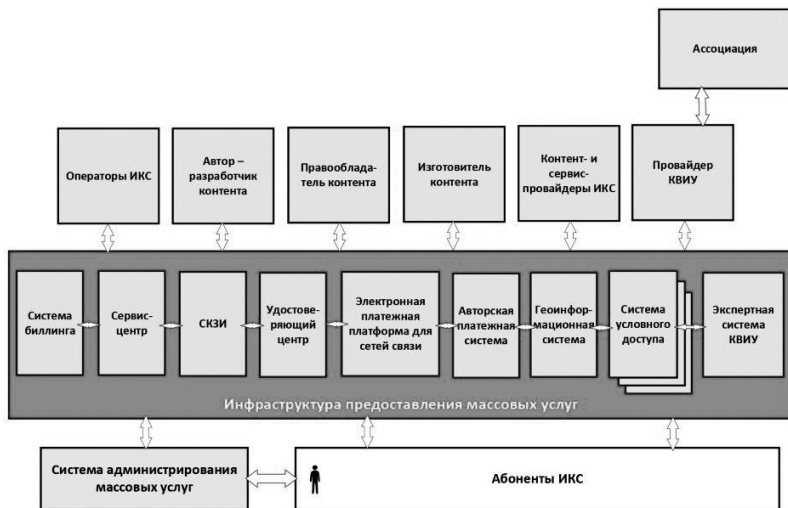 Ассоциация
Операторы ИКС
Автор –
разработчик
контента
Правооблада-
тель контента
Изготовитель
контента
Контент- и
сервис-
провайдеры ИКС
Провайдер
КВИУ
Система
биллинга
Сервис-
центр
СКЗИ
Удостове-
ряющий
центр
Электронная
платежная
платформа для
сетей связи
Авторская
платежная
система
Геоинфор-
мационная
система
Система
условного
доступа
Экспертная
система
КВИУ
Инфраструктура предоставления массовых услуг
Система администрирования
массовых услуг
Абоненты ИКС